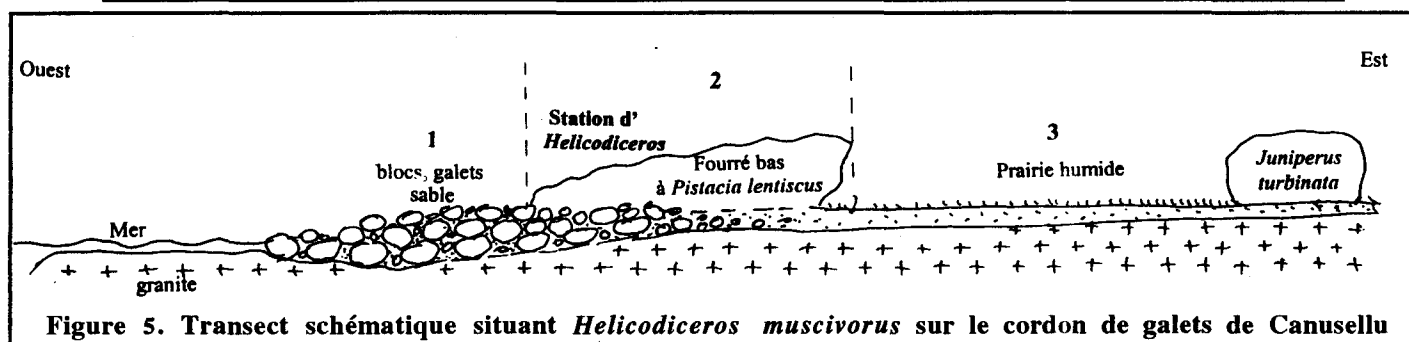 Ouest
Est
2
Station d'
Helicodiceros
1
3
blocs, galets
sable
Fourré bas
à Pistacia lentiscus
Prairie humide
Juniperus
turbinata
Mer
granite
Figure 5. Transect schématique situant Helicodiceros muscivorus sur le cordon de galets de Canusellu